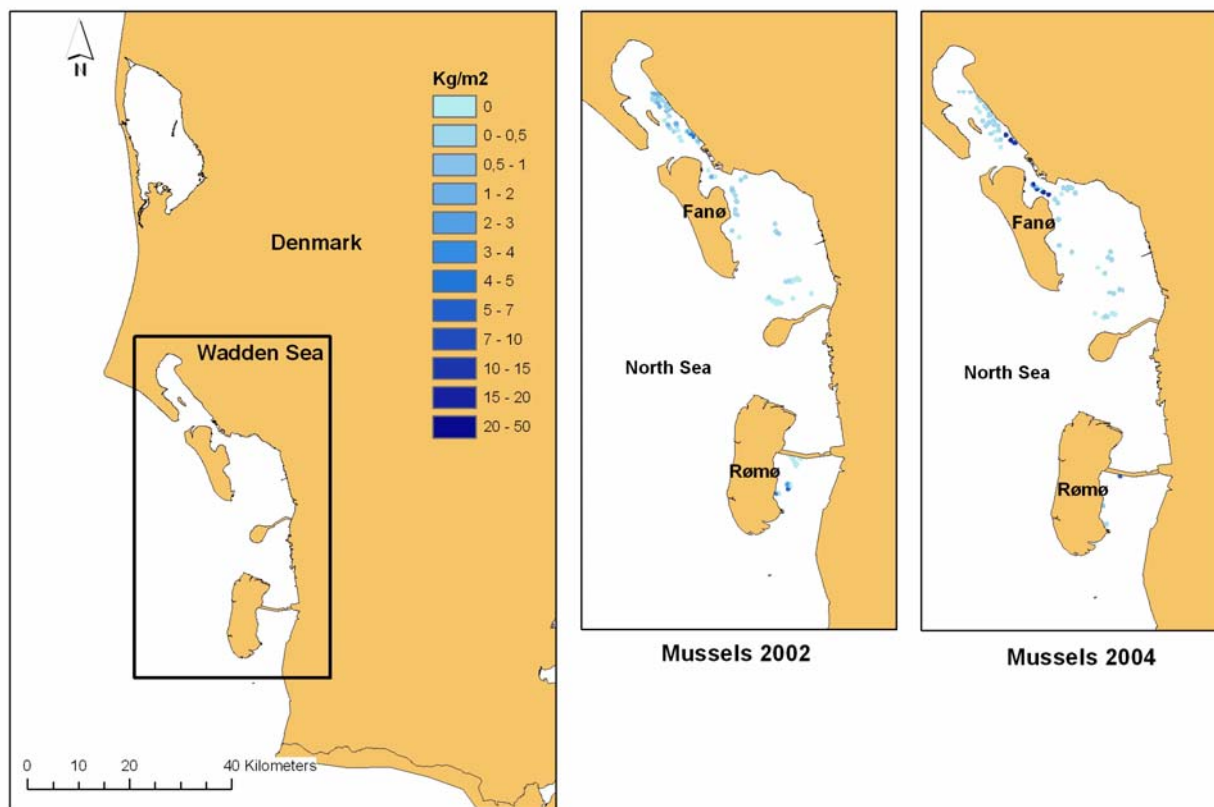 N
Kg/m2
0
0 - 0,5
0,5 - 1
1 - 2
2 - 3
3 - 4
4 - 5
5 - 7
7 - 10
10 - 15
15 - 20
20 - 50
Denmark
Wadden Sea
0 10 20 40 Kilometers
Fanø
North Sea
Rømø
Mussels 2002
Fanø
North Sea
Rømø
Mussels 2004